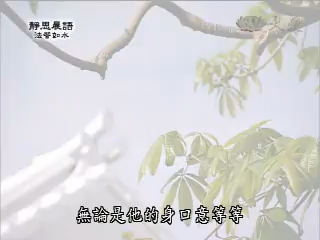 靜思晨語
法譬如水
無論是他的身口意等等